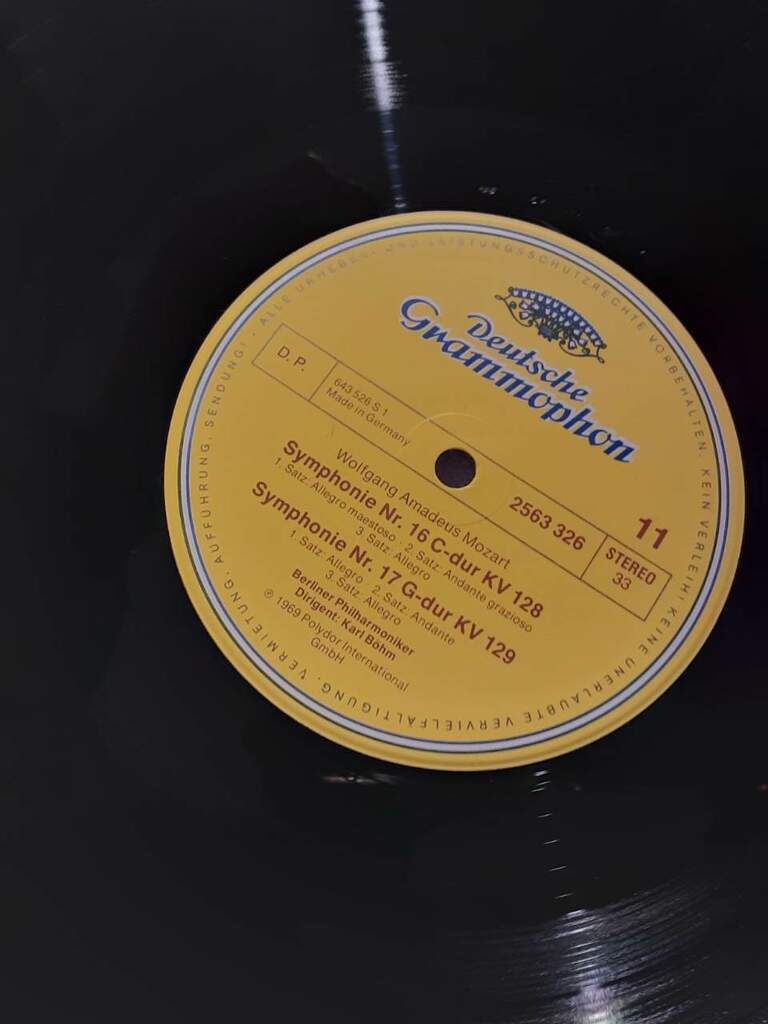 Deutsche
Grammophon
11
D. P.
643 526 S 1
Made in Germany
2563 326
STEREO
33
Wolfgang Amadeus Mozart
Symphonie Nr. 16 C-dur KV 128
1. Satz: Allegro maestoso · 2. Satz: Andante grazioso
3. Satz: Allegro
Symphonie Nr. 17 G-dur KV 129
1. Satz: Allegro · 2. Satz: Andante
3. Satz: Allegro
Berliner Philharmoniker
Dirigent: Karl Böhm
℗ 1969 Polydor International
GmbH
ALLE URHEBER- UND LEISTUNGSSCHUTZRECHTE VORBEHALTEN. KEIN VERLEIH! KEINE UNERLAUBTE VERVIELFÄLTIGUNG, VERMIETUNG, AUFFÜHRUNG, SENDUNG!